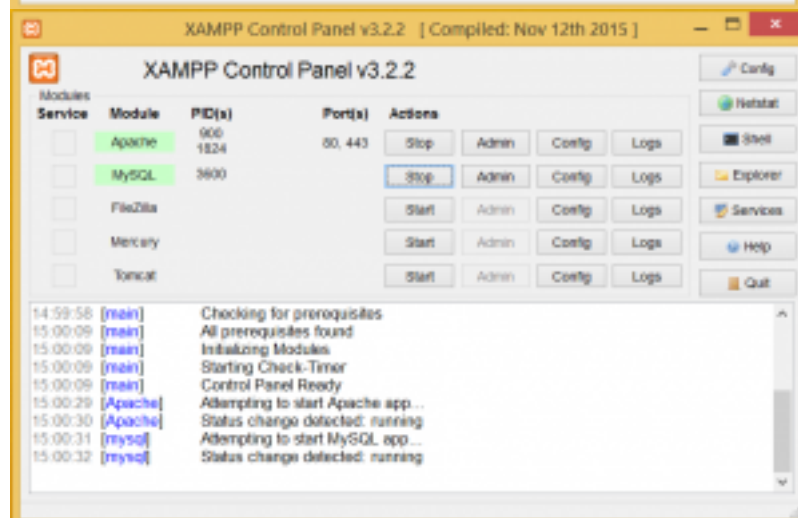 XAMPP Control Panel v3.2.2 [ Compiled: Nov 12th 2015 ]
XAMPP Control Panel v3.2.2
Config
Modules
Service Module PID(s) Port(s) Actions
Netstat
Apache 900 1824 80, 443 Stop Admin Config Logs
Shell
MySQL 3600 Stop Admin Config Logs
Explorer
FileZilla Start Admin Config Logs
Services
Mercury Start Admin Config Logs
Help
Tomcat Start Admin Config Logs
Quit
14:59:58 [main] Checking for prerequisites
15:00:09 [main] All prerequisites found
15:00:09 [main] Initializing Modules
15:00:09 [main] Starting Check-Timer
15:00:09 [main] Control Panel Ready
15:00:29 [Apache] Attempting to start Apache app...
15:00:30 [Apache] Status change detected: running
15:00:31 [mysql] Attempting to start MySQL app...
15:00:32 [mysql] Status change detected: running